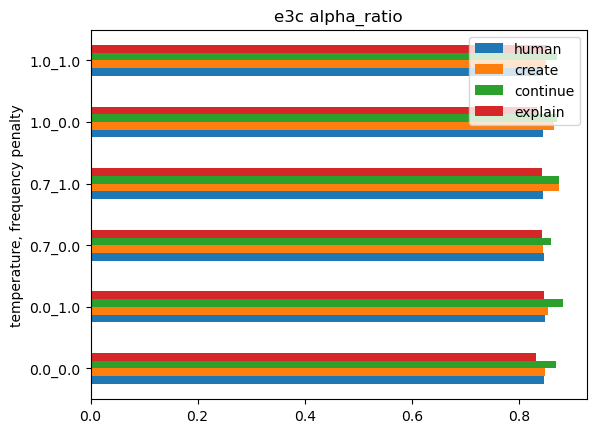 e3c alpha_ratio
human
create
continue
explain
temperature, frequency penalty
1.0_1.0
1.0_0.0
0.7_1.0
0.7_0.0
0.0_1.0
0.0_0.0
0.0
0.2
0.4
0.6
0.8